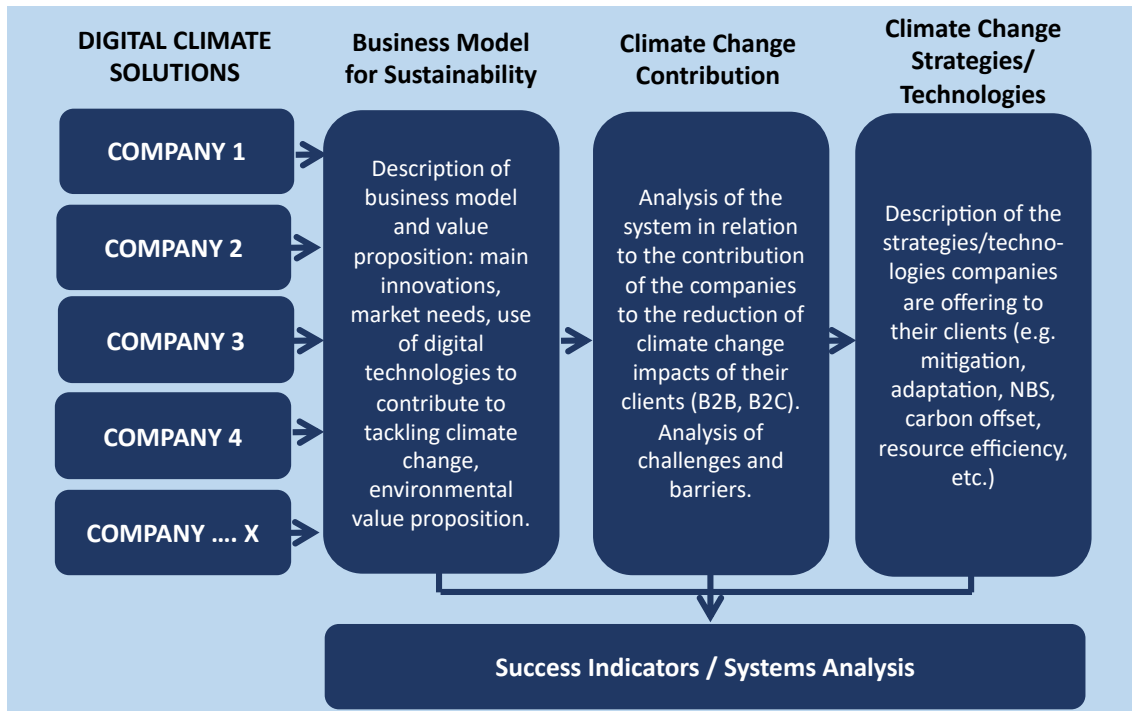 DIGITAL CLIMATE
SOLUTIONS
COMPANY 1
COMPANY 2
COMPANY 3
COMPANY 4
COMPANY .... X
Business Model
for Sustainability
Description of
business model
and value
proposition: main
innovations,
market needs, use
of digital
technologies to
contribute to
tackling climate
change,
environmental
value proposition.
Climate Change
Contribution
Analysis of the
system in relation
to the contribution
of the companies
to the reduction of
climate change
impacts of their
clients (B2B, B2C).
Analysis of
challenges and
barriers.
Climate Change
Strategies/
Technologies
Description of the
strategies/techno-
logies companies
are offering to
their clients (e.g.
mitigation,
adaptation, NBS,
carbon offset,
resource efficiency,
etc.)
Success Indicators / Systems Analysis